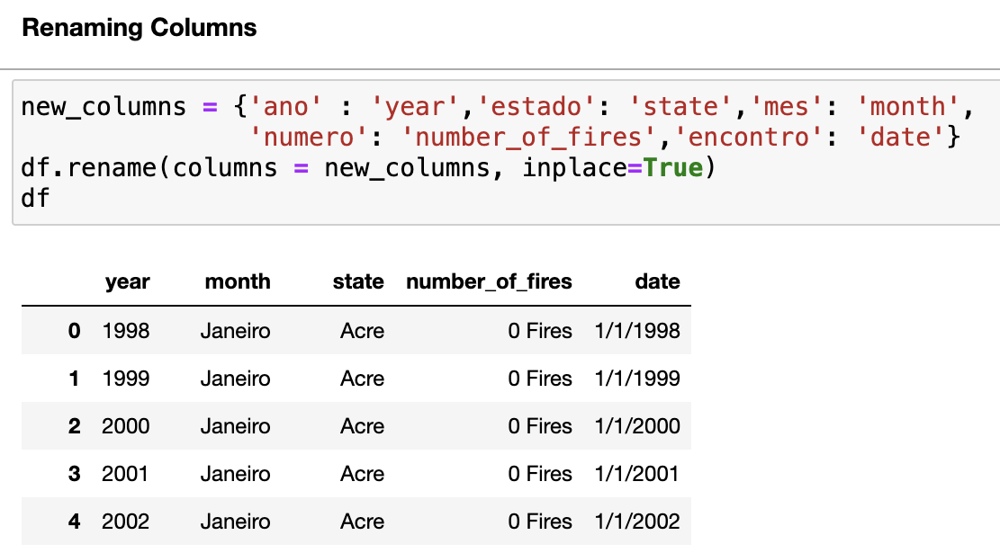 Renaming Columns
new_columns = {'ano' : 'year','estado': 'state','mes': 'month',
'numero': 'number_of_fires','encontro': 'date'}
df.rename(columns = new_columns, inplace=True)
df
year month state number_of_fires date
0 1998 Janeiro Acre 0 Fires 1/1/1998
1 1999 Janeiro Acre 0 Fires 1/1/1999
2 2000 Janeiro Acre 0 Fires 1/1/2000
3 2001 Janeiro Acre 0 Fires 1/1/2001
4 2002 Janeiro Acre 0 Fires 1/1/2002